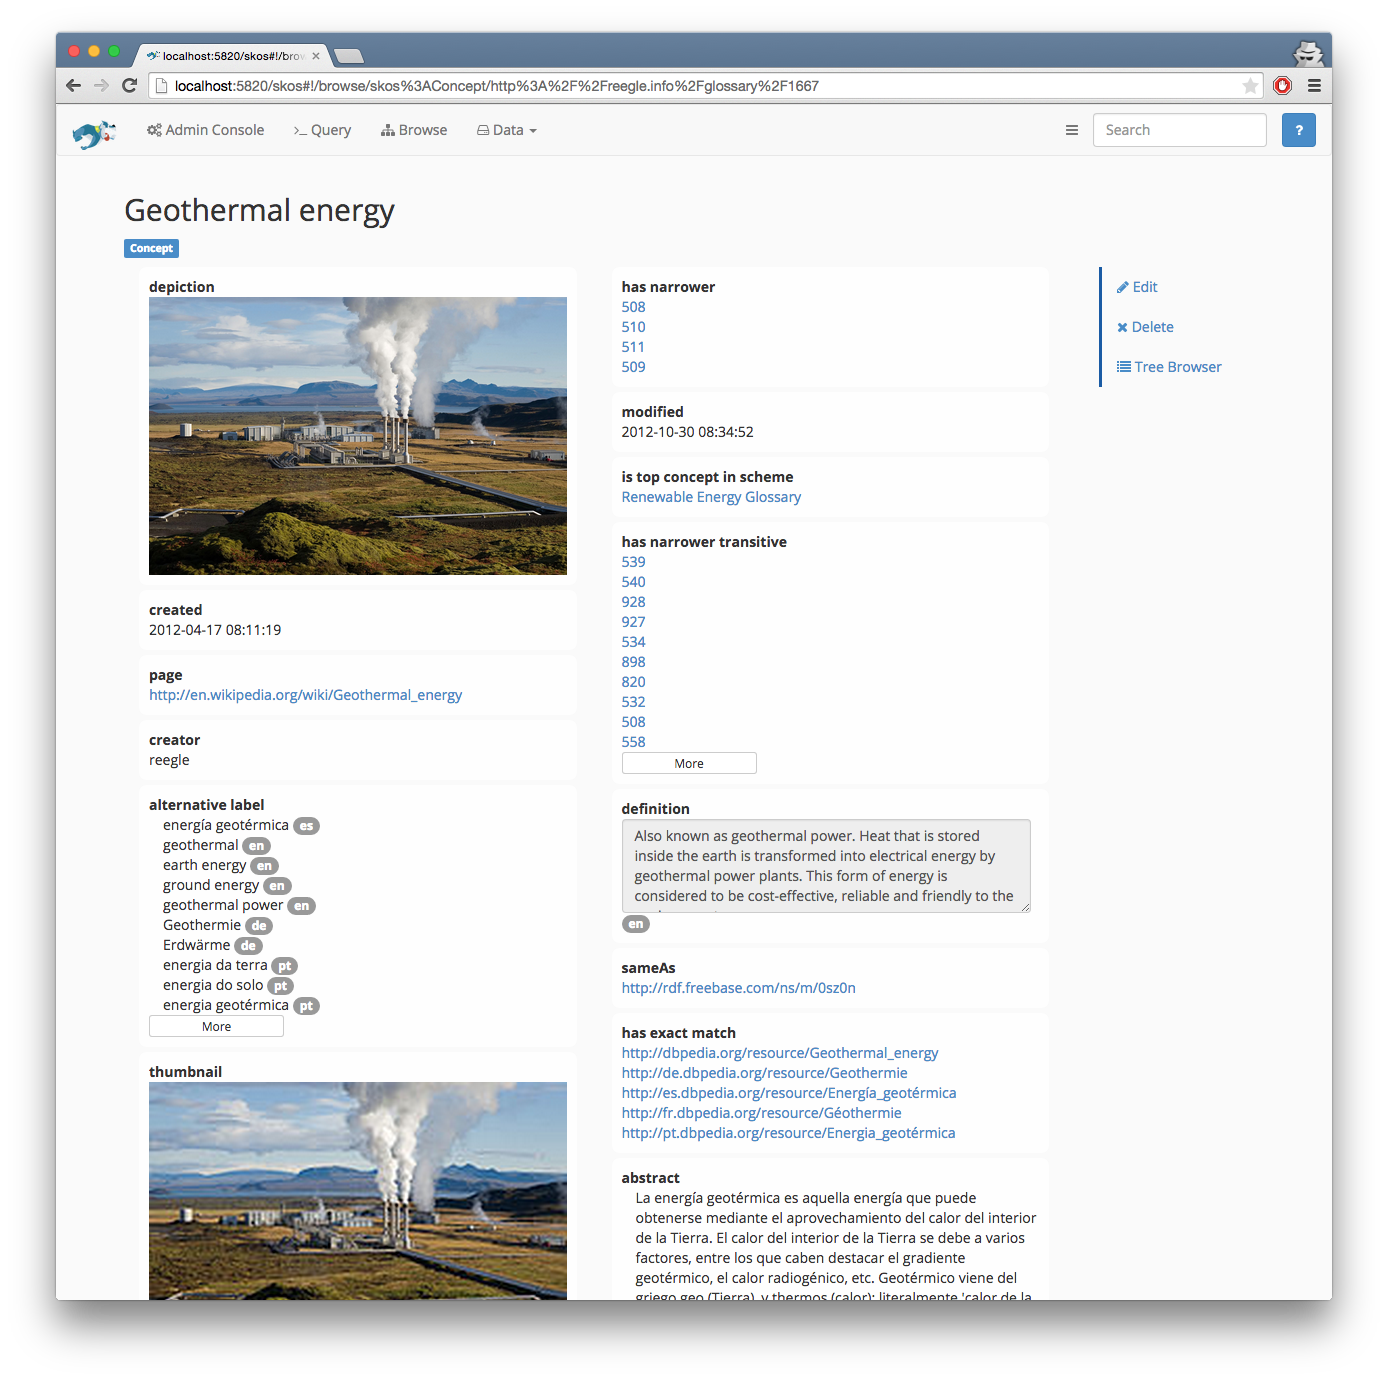 localhost:5820/skos#!/brow
localhost:5820/skos#!/browse/skos%3AConcept/http%3A%2F%2Freegle.info%2Fglossary%2F1667
Admin Console
Query
Browse
Data
Search
?
Geothermal energy
Concept
depiction
created
2012-04-17 08:11:19
page
http://en.wikipedia.org/wiki/Geothermal_energy
creator
reegle
alternative label
energía geotérmica es
geothermal en
earth energy en
ground energy en
geothermal power en
Geothermie de
Erdwärme de
energia da terra pt
energia do solo pt
energia geotérmica pt
More
thumbnail
has narrower
508
510
511
509
modified
2012-10-30 08:34:52
is top concept in scheme
Renewable Energy Glossary
has narrower transitive
539
540
928
927
534
898
820
532
508
558
More
definition
Also known as geothermal power. Heat that is stored
inside the earth is transformed into electrical energy by
geothermal power plants. This form of energy is
considered to be cost-effective, reliable and friendly to the
en
sameAs
http://rdf.freebase.com/ns/m/0sz0n
has exact match
http://dbpedia.org/resource/Geothermal_energy
http://de.dbpedia.org/resource/Geothermie
http://es.dbpedia.org/resource/Energía_geotérmica
http://fr.dbpedia.org/resource/Géothermie
http://pt.dbpedia.org/resource/Energia_geotérmica
abstract
La energía geotérmica es aquella energía que puede
obtenerse mediante el aprovechamiento del calor del interior
de la Tierra. El calor del interior de la Tierra se debe a varios
factores, entre los que caben destacar el gradiente
geotérmico, el calor radiogénico, etc. Geotérmico viene del
griego geo (Tierra), y thermos (calor); literalmente 'calor de la
Edit
Delete
Tree Browser